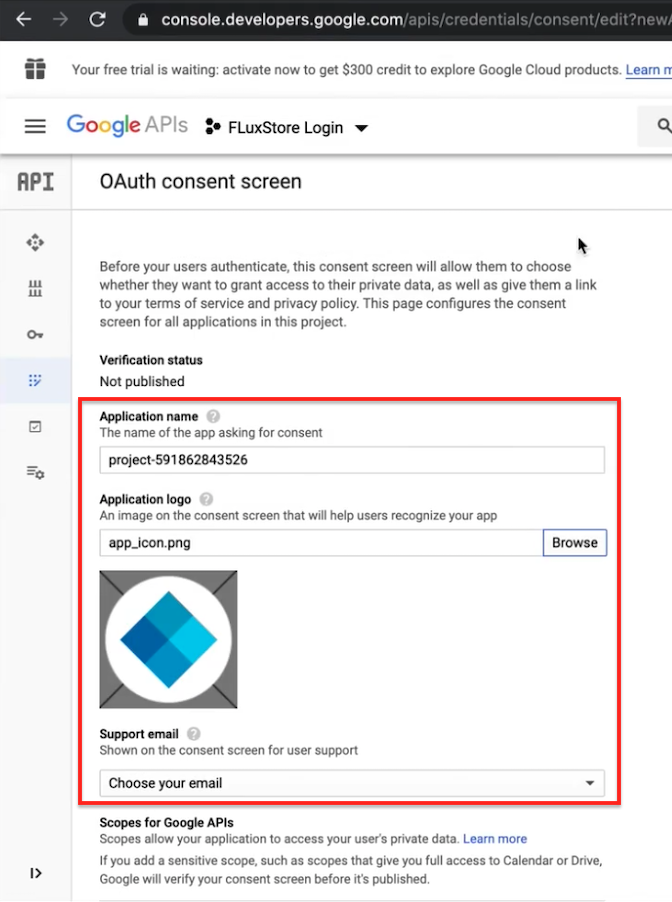 console.developers.google.com/apis/credentials/consent/edit?new
Your free trial is waiting: activate now to get $300 credit to explore Google Cloud products. Learn
Google APIs
FLuxStore Login
API
OAuth consent screen
Before your users authenticate, this consent screen will allow them to choose
whether they want to grant access to their private data, as well as give them a link
to your terms of service and privacy policy. This page configures the consent
screen for all applications in this project.
Verification status
Not published
Application name
The name of the app asking for consent
project-591862843526
Application logo
An image on the consent screen that will help users recognize your app
app_icon.png
Browse
Support email
Shown on the consent screen for user support
Choose your email
Scopes for Google APIs
Scopes allow your application to access your user's private data. Learn more
If you add a sensitive scope, such as scopes that give you full access to Calendar or Drive,
Google will verify your consent screen before it's published.